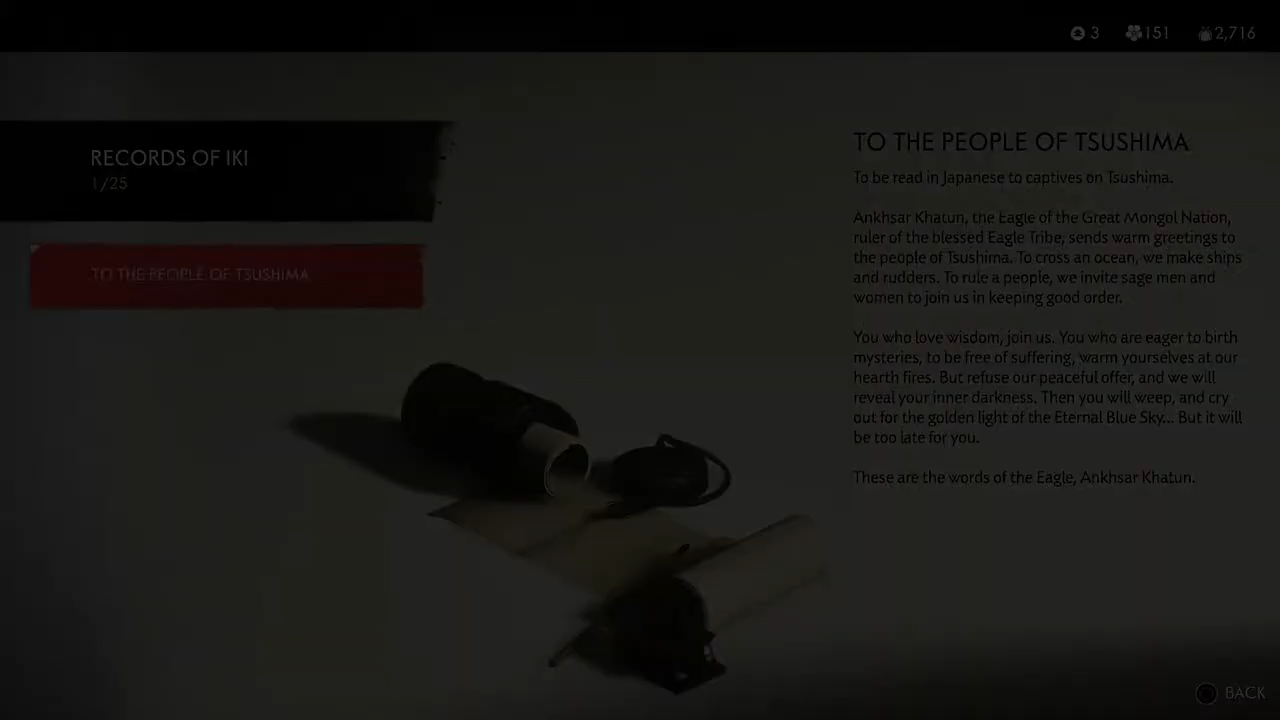 3 151 2,716
RECORDS OF IKI
1/25
TO THE PEOPLE OF TSUSHIMA
TO THE PEOPLE OF TSUSHIMA
To be read in Japanese to captives on Tsushima.
Ankhsar Khatun, the Eagle of the Great Mongol Nation,
ruler of the blessed Eagle Tribe, sends warm greetings to
the people of Tsushima. To cross an ocean, we make ships
and rudders. To rule a people, we invite sage men and
women to join us in keeping good order.
You who love wisdom, join us. You who are eager to birth
mysteries, to be free of suffering, warm yourselves at our
hearth fires. But refuse our peaceful offer, and we will
reveal your inner darkness. Then you will weep, and cry
out for the golden light of the Eternal Blue Sky... But it will
be too late for you.
These are the words of the Eagle, Ankhsar Khatun.
BACK